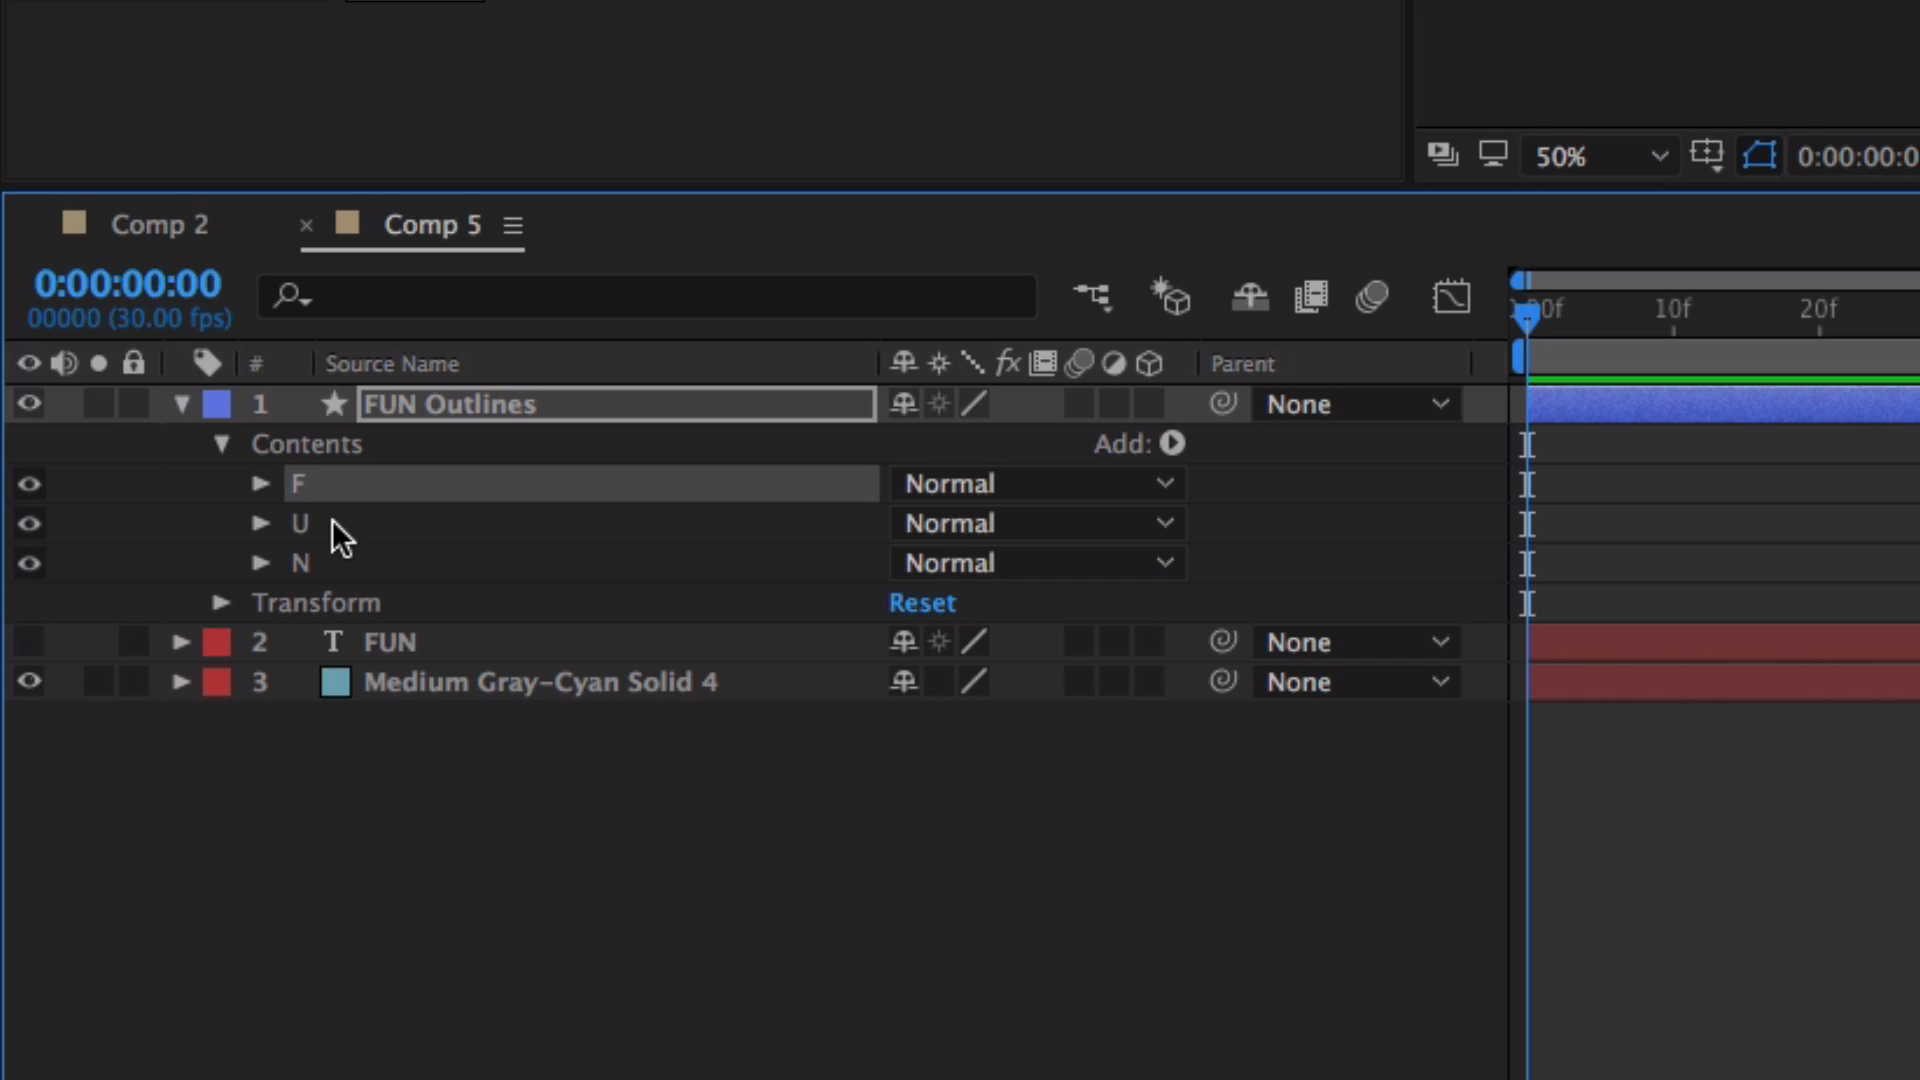 50%
0:00:00:0
Comp 2 × Comp 5
0:00:00:00
00000 (30.00 fps)
00f 10f 20f
# Source Name fx Parent
1 FUN Outlines None
Contents Add:
F Normal
U Normal
N Normal
Transform Reset
2 T FUN None
3 Medium Gray-Cyan Solid 4 None